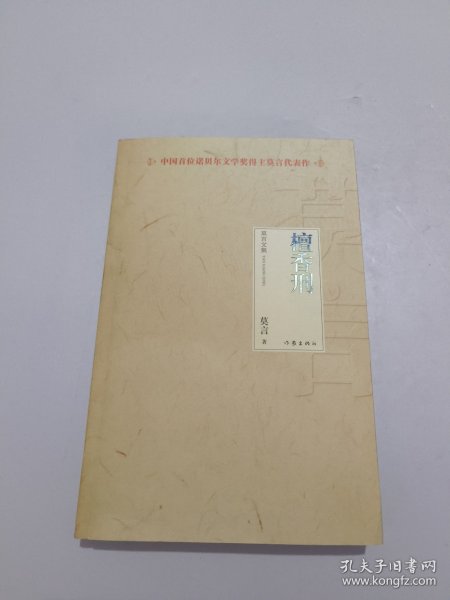 中国首位诺贝尔文学奖得主莫言代表作
檀香刑
莫言文集
莫言 著
作家出版社
孔夫子旧书网
www.kongfz.com